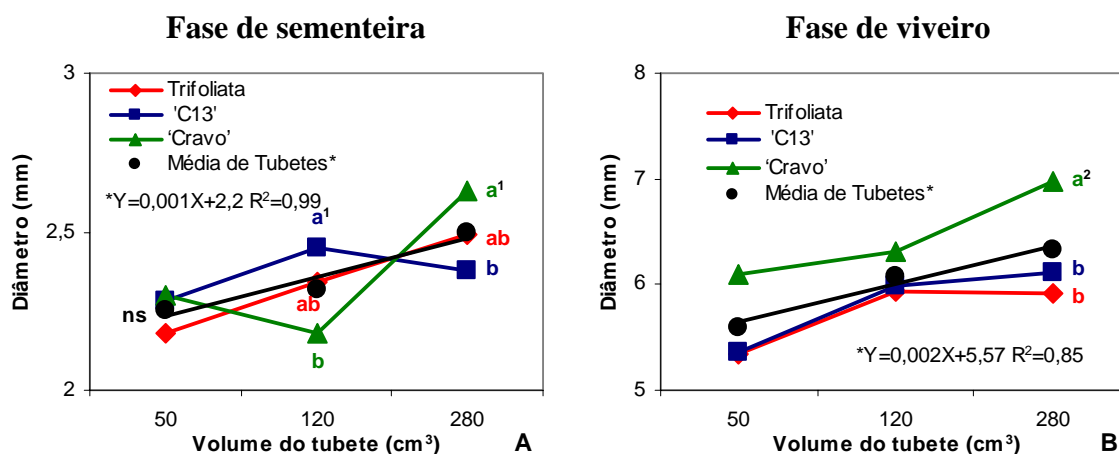 Fase de sementeira
3
Trifoliata
'C13'
‘Cravo’
Média de Tubetes*
*Y=0,001X+2,2 R²=0,99
a¹
a¹
2,5
ab
b
ns
ab
b
2
50 120 280
Diâmetro (mm)
Volume do tubete (cm³)
A
Fase de viveiro
8
Trifoliata
'C13'
‘Cravo’
Média de Tubetes*
7
a²
6
b
b
*Y=0,002X+5,57 R²=0,85
5
50 120 280
Diâmetro (mm)
Volume do tubete (cm³)
B